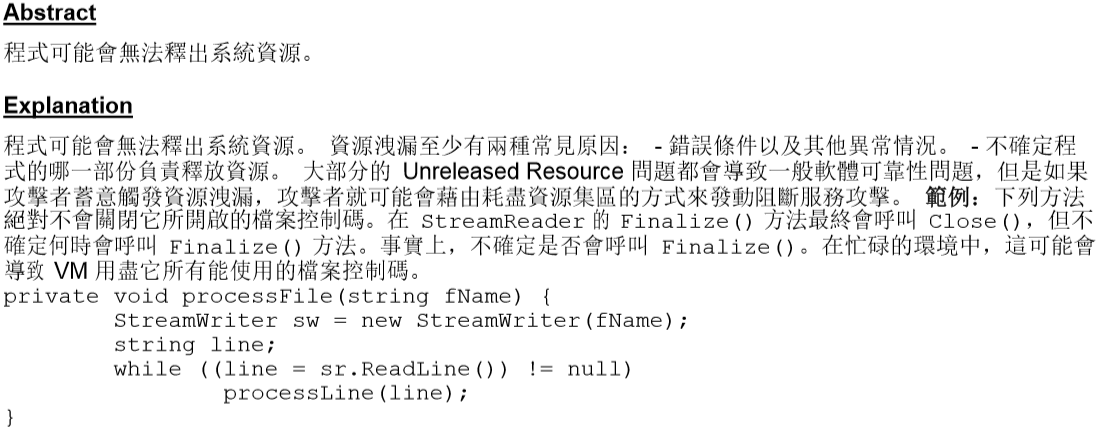 Abstract
程式可能會無法釋出系統資源。
Explanation
程式可能會無法釋出系統資源。 資源洩漏至少有兩種常見原因： - 錯誤條件以及其他異常情況。 - 不確定程
式的哪一部份負責釋放資源。 大部分的 Unreleased Resource 問題都會導致一般軟體可靠性問題，但是如果
攻擊者蓄意觸發資源洩漏，攻擊者就可能會藉由耗盡資源集區的方式來發動阻斷服務攻擊。 範例：下列方法
絕對不會關閉它所開啟的檔案控制碼。在 StreamReader 的 Finalize() 方法最終會呼叫 Close()，但不
確定何時會呼叫 Finalize() 方法。事實上，不確定是否會呼叫 Finalize()。在忙碌的環境中，這可能會
導致 VM 用盡它所有能使用的檔案控制碼。
private void processFile(string fName) {
        StreamWriter sw = new StreamWriter(fName);
        string line;
        while ((line = sr.ReadLine()) != null)
                processLine(line);
}